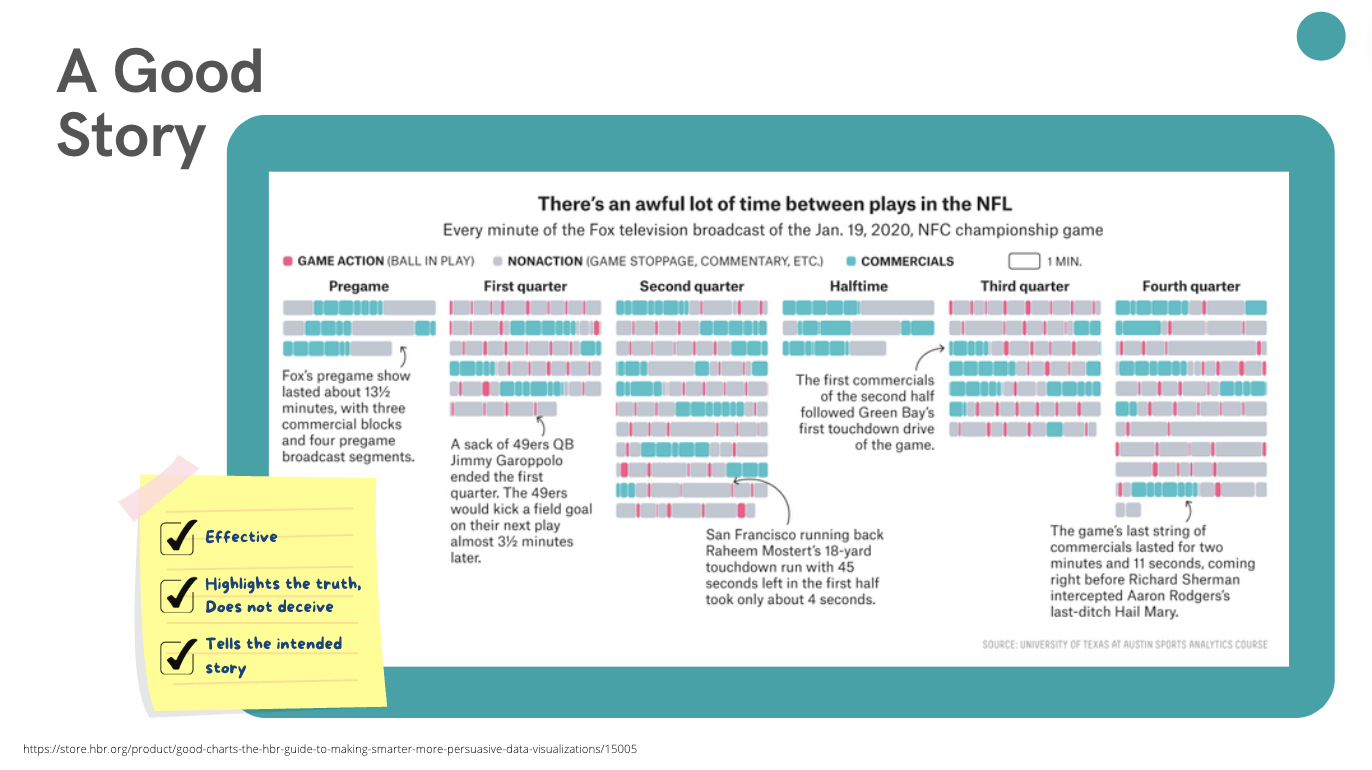 A Good
Story
There's an awful lot of time between plays in the NFL
Every minute of the Fox television broadcast of the Jan. 19, 2020, NFC championship game
GAME ACTION (BALL IN PLAY) NONACTION (GAME STOPPAGE, COMMENTARY, ETC.) COMMERCIALS 1 MIN.
Pregame First quarter Second quarter Halftime Third quarter Fourth quarter
Fox's pregame show
lasted about 13½
minutes, with three
commercial blocks
and four pregame
broadcast segments.
A sack of 49ers QB
Jimmy Garoppolo
ended the first
quarter. The 49ers
would kick a field goal
on their next play
almost 3½ minutes
later.
San Francisco running back
Raheem Mostert's 18-yard
touchdown run with 45
seconds left in the first half
took only about 4 seconds.
The first commercials
of the second half
followed Green Bay's
first touchdown drive
of the game.
The game's last string of
commercials lasted for two
minutes and 11 seconds, coming
right before Richard Sherman
intercepted Aaron Rodgers's
last-ditch Hail Mary.
SOURCE: UNIVERSITY OF TEXAS AT AUSTIN SPORTS ANALYTICS COURSE
Effective
Highlights the truth,
Does not deceive
Tells the intended
story
https://store.hbr.org/product/good-charts-the-hbr-guide-to-making-smarter-more-persuasive-data-visualizations/15005